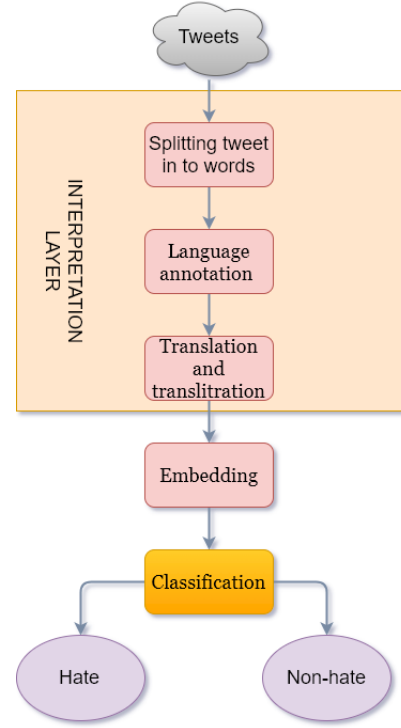 Tweets
Splitting tweet
in to words
INTERPRETATION
LAYER
Language
annotation
Translation
and
translitration
Embedding
Classification
Hate
Non-hate